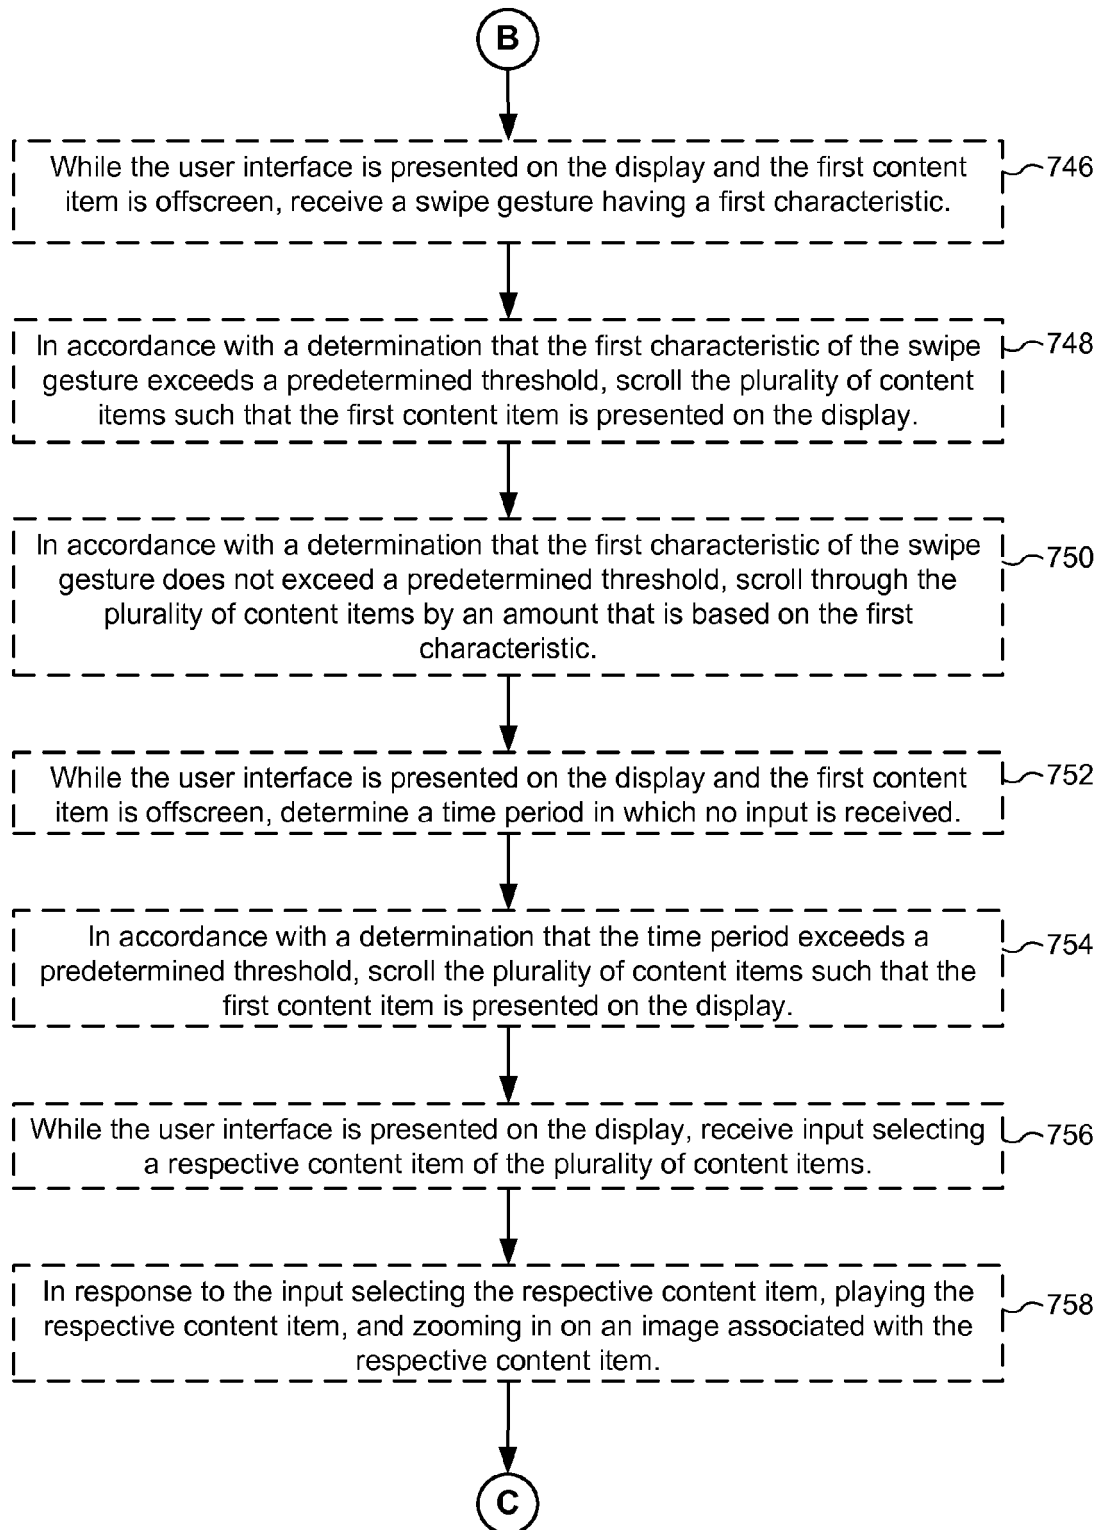 B
While the user interface is presented on the display and the first content
item is offscreen, receive a swipe gesture having a first characteristic.
746
In accordance with a determination that the first characteristic of the swipe
gesture exceeds a predetermined threshold, scroll the plurality of content
items such that the first content item is presented on the display.
748
In accordance with a determination that the first characteristic of the swipe
gesture does not exceed a predetermined threshold, scroll through the
plurality of content items by an amount that is based on the first
characteristic.
750
While the user interface is presented on the display and the first content
item is offscreen, determine a time period in which no input is received.
752
In accordance with a determination that the time period exceeds a
predetermined threshold, scroll the plurality of content items such that the
first content item is presented on the display.
754
While the user interface is presented on the display, receive input selecting
a respective content item of the plurality of content items.
756
In response to the input selecting the respective content item, playing the
respective content item, and zooming in on an image associated with the
respective content item.
758
C